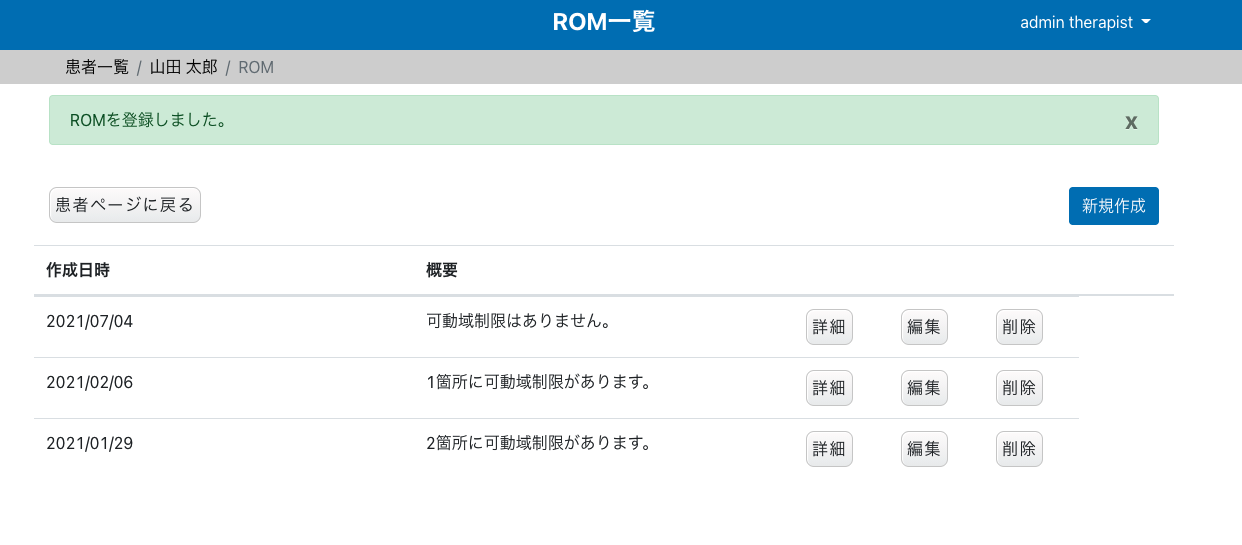 ROM一覧
admin therapist
患者一覧 / 山田 太郎 / ROM
ROMを登録しました。
x
患者ページに戻る
新規作成
作成日時 概要
2021/07/04 可動域制限はありません。 詳細 編集 削除
2021/02/06 1箇所に可動域制限があります。 詳細 編集 削除
2021/01/29 2箇所に可動域制限があります。 詳細 編集 削除